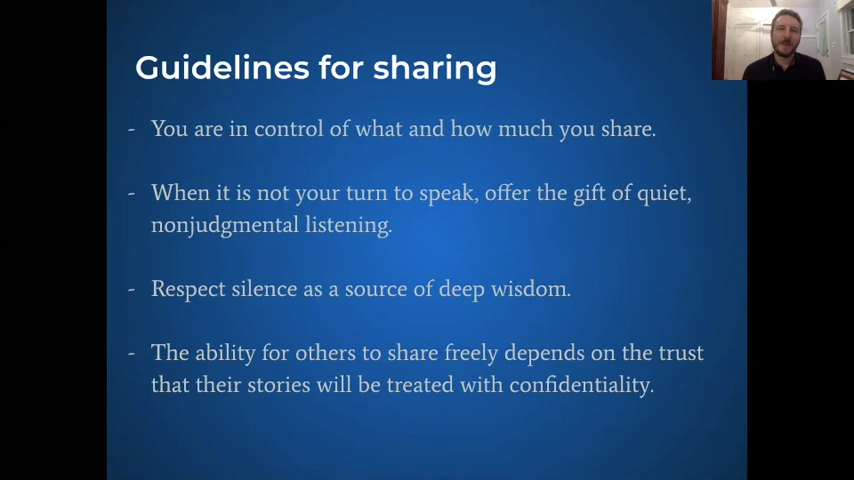 Guidelines for sharing
- You are in control of what and how much you share.
- When it is not your turn to speak, offer the gift of quiet,
nonjudgmental listening.
- Respect silence as a source of deep wisdom.
- The ability for others to share freely depends on the trust
that their stories will be treated with confidentiality.